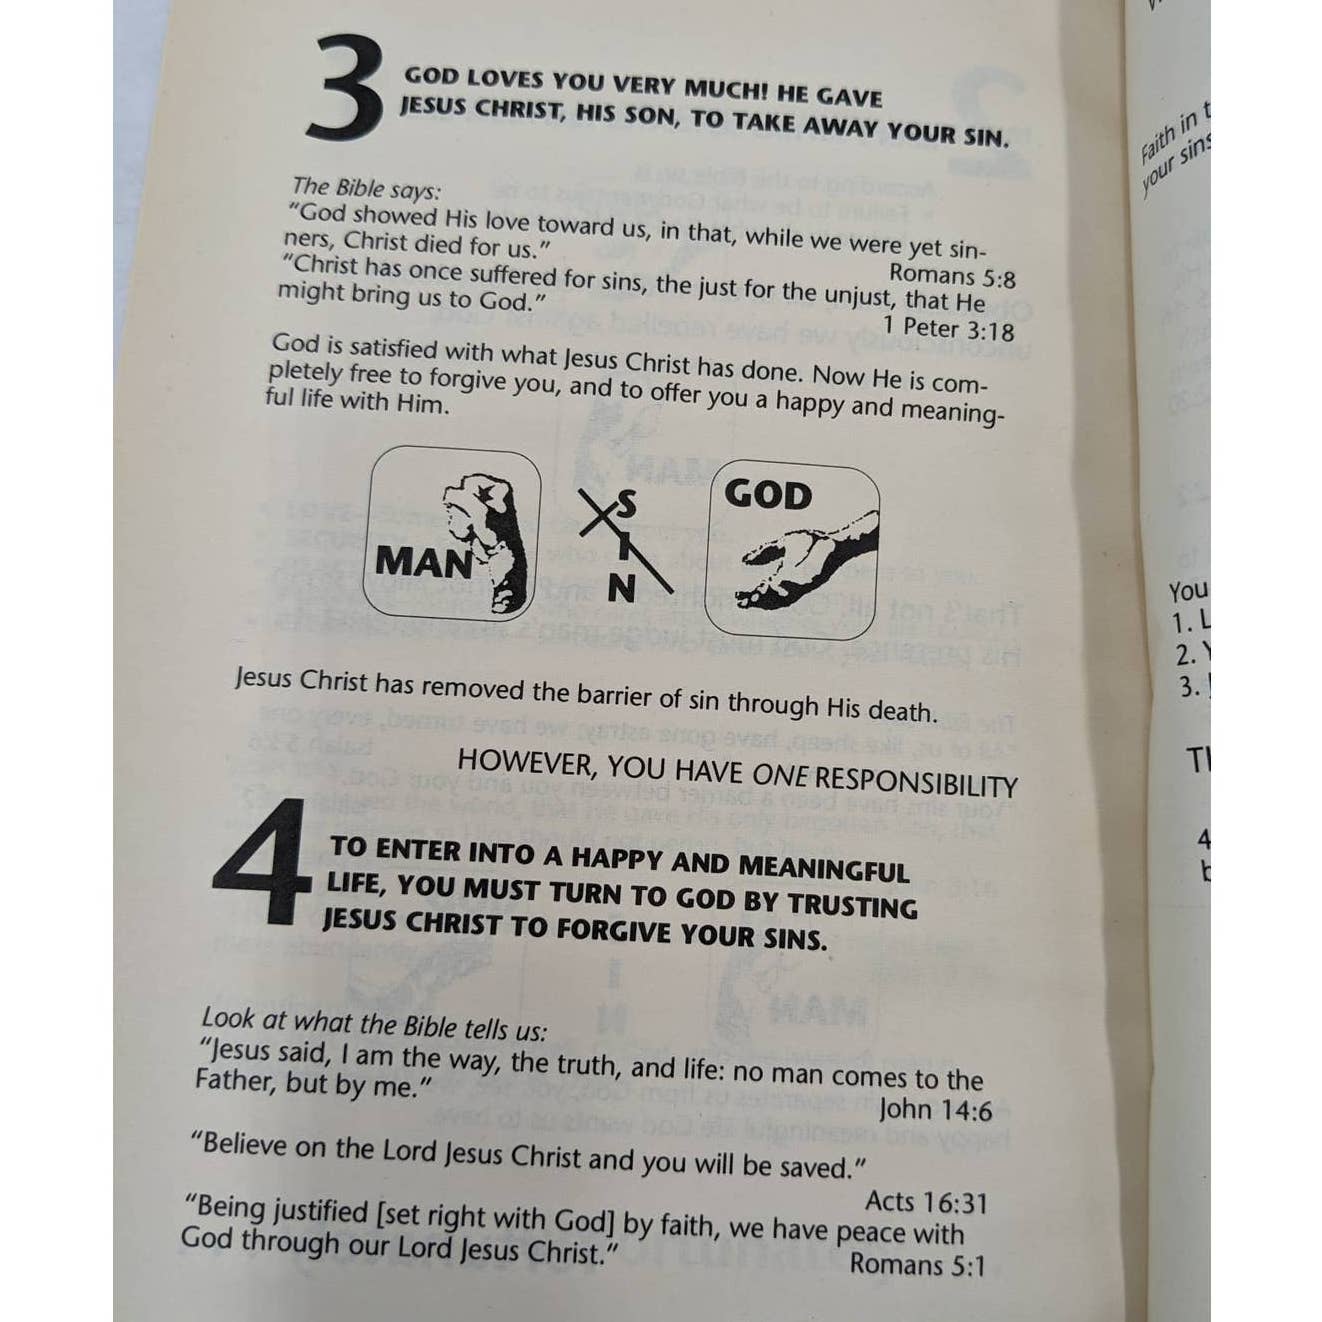 3
GOD LOVES YOU VERY MUCH! HE GAVE
JESUS CHRIST, HIS SON, TO TAKE AWAY YOUR SIN.
The Bible says:
“God showed His love toward us, in that, while we were yet sin-
ners, Christ died for us.”
Romans 5:8
“Christ has once suffered for sins, the just for the unjust, that He
might bring us to God.”
1 Peter 3:18
God is satisfied with what Jesus Christ has done. Now He is com-
pletely free to forgive you, and to offer you a happy and meaning-
ful life with Him.
MAN
S
I
N
GOD
Jesus Christ has removed the barrier of sin through His death.
HOWEVER, YOU HAVE ONE RESPONSIBILITY
4
TO ENTER INTO A HAPPY AND MEANINGFUL
LIFE, YOU MUST TURN TO GOD BY TRUSTING
JESUS CHRIST TO FORGIVE YOUR SINS.
Look at what the Bible tells us:
“Jesus said, I am the way, the truth, and life: no man comes to the
Father, but by me.”
John 14:6
“Believe on the Lord Jesus Christ and you will be saved.”
Acts 16:31
“Being justified [set right with God] by faith, we have peace with
God through our Lord Jesus Christ.”
Romans 5:1
Faith in
your sins
You
1.
2.
3.